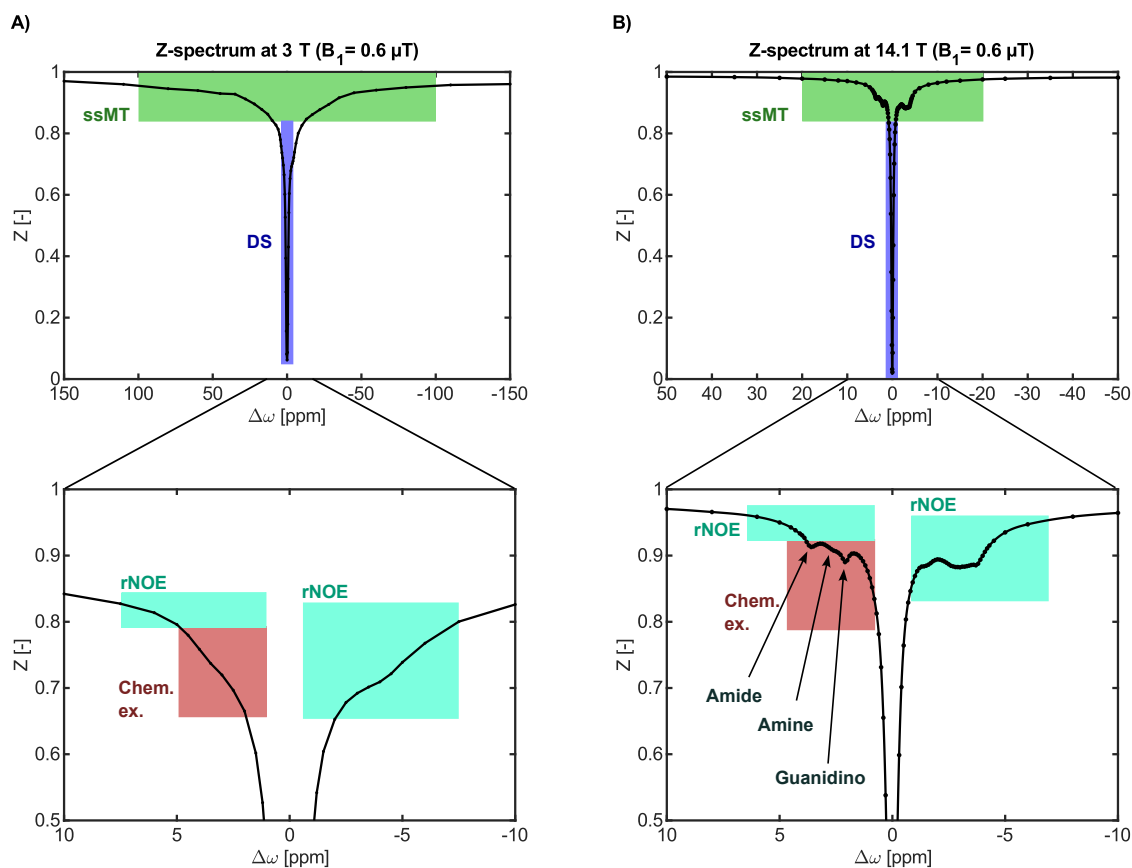 A)
Z-spectrum at 3 T (B1= 0.6 µT)
1
0.8
0.6
0.4
0.2
0
Z [-]
ssMT
DS
150 100 50 0 -50 -100 -150
Δω [ppm]
1
0.9
0.8
0.7
0.6
0.5
Z [-]
rNOE
rNOE
Chem.
ex.
10 5 0 -5 -10
Δω [ppm]
B)
Z-spectrum at 14.1 T (B1= 0.6 µT)
1
0.8
0.6
0.4
0.2
0
Z [-]
ssMT
DS
50 40 30 20 10 0 -10 -20 -30 -40 -50
Δω [ppm]
1
0.9
0.8
0.7
0.6
0.5
Z [-]
rNOE
rNOE
Chem.
ex.
Amide
Amine
Guanidino
10 5 0 -5 -10
Δω [ppm]